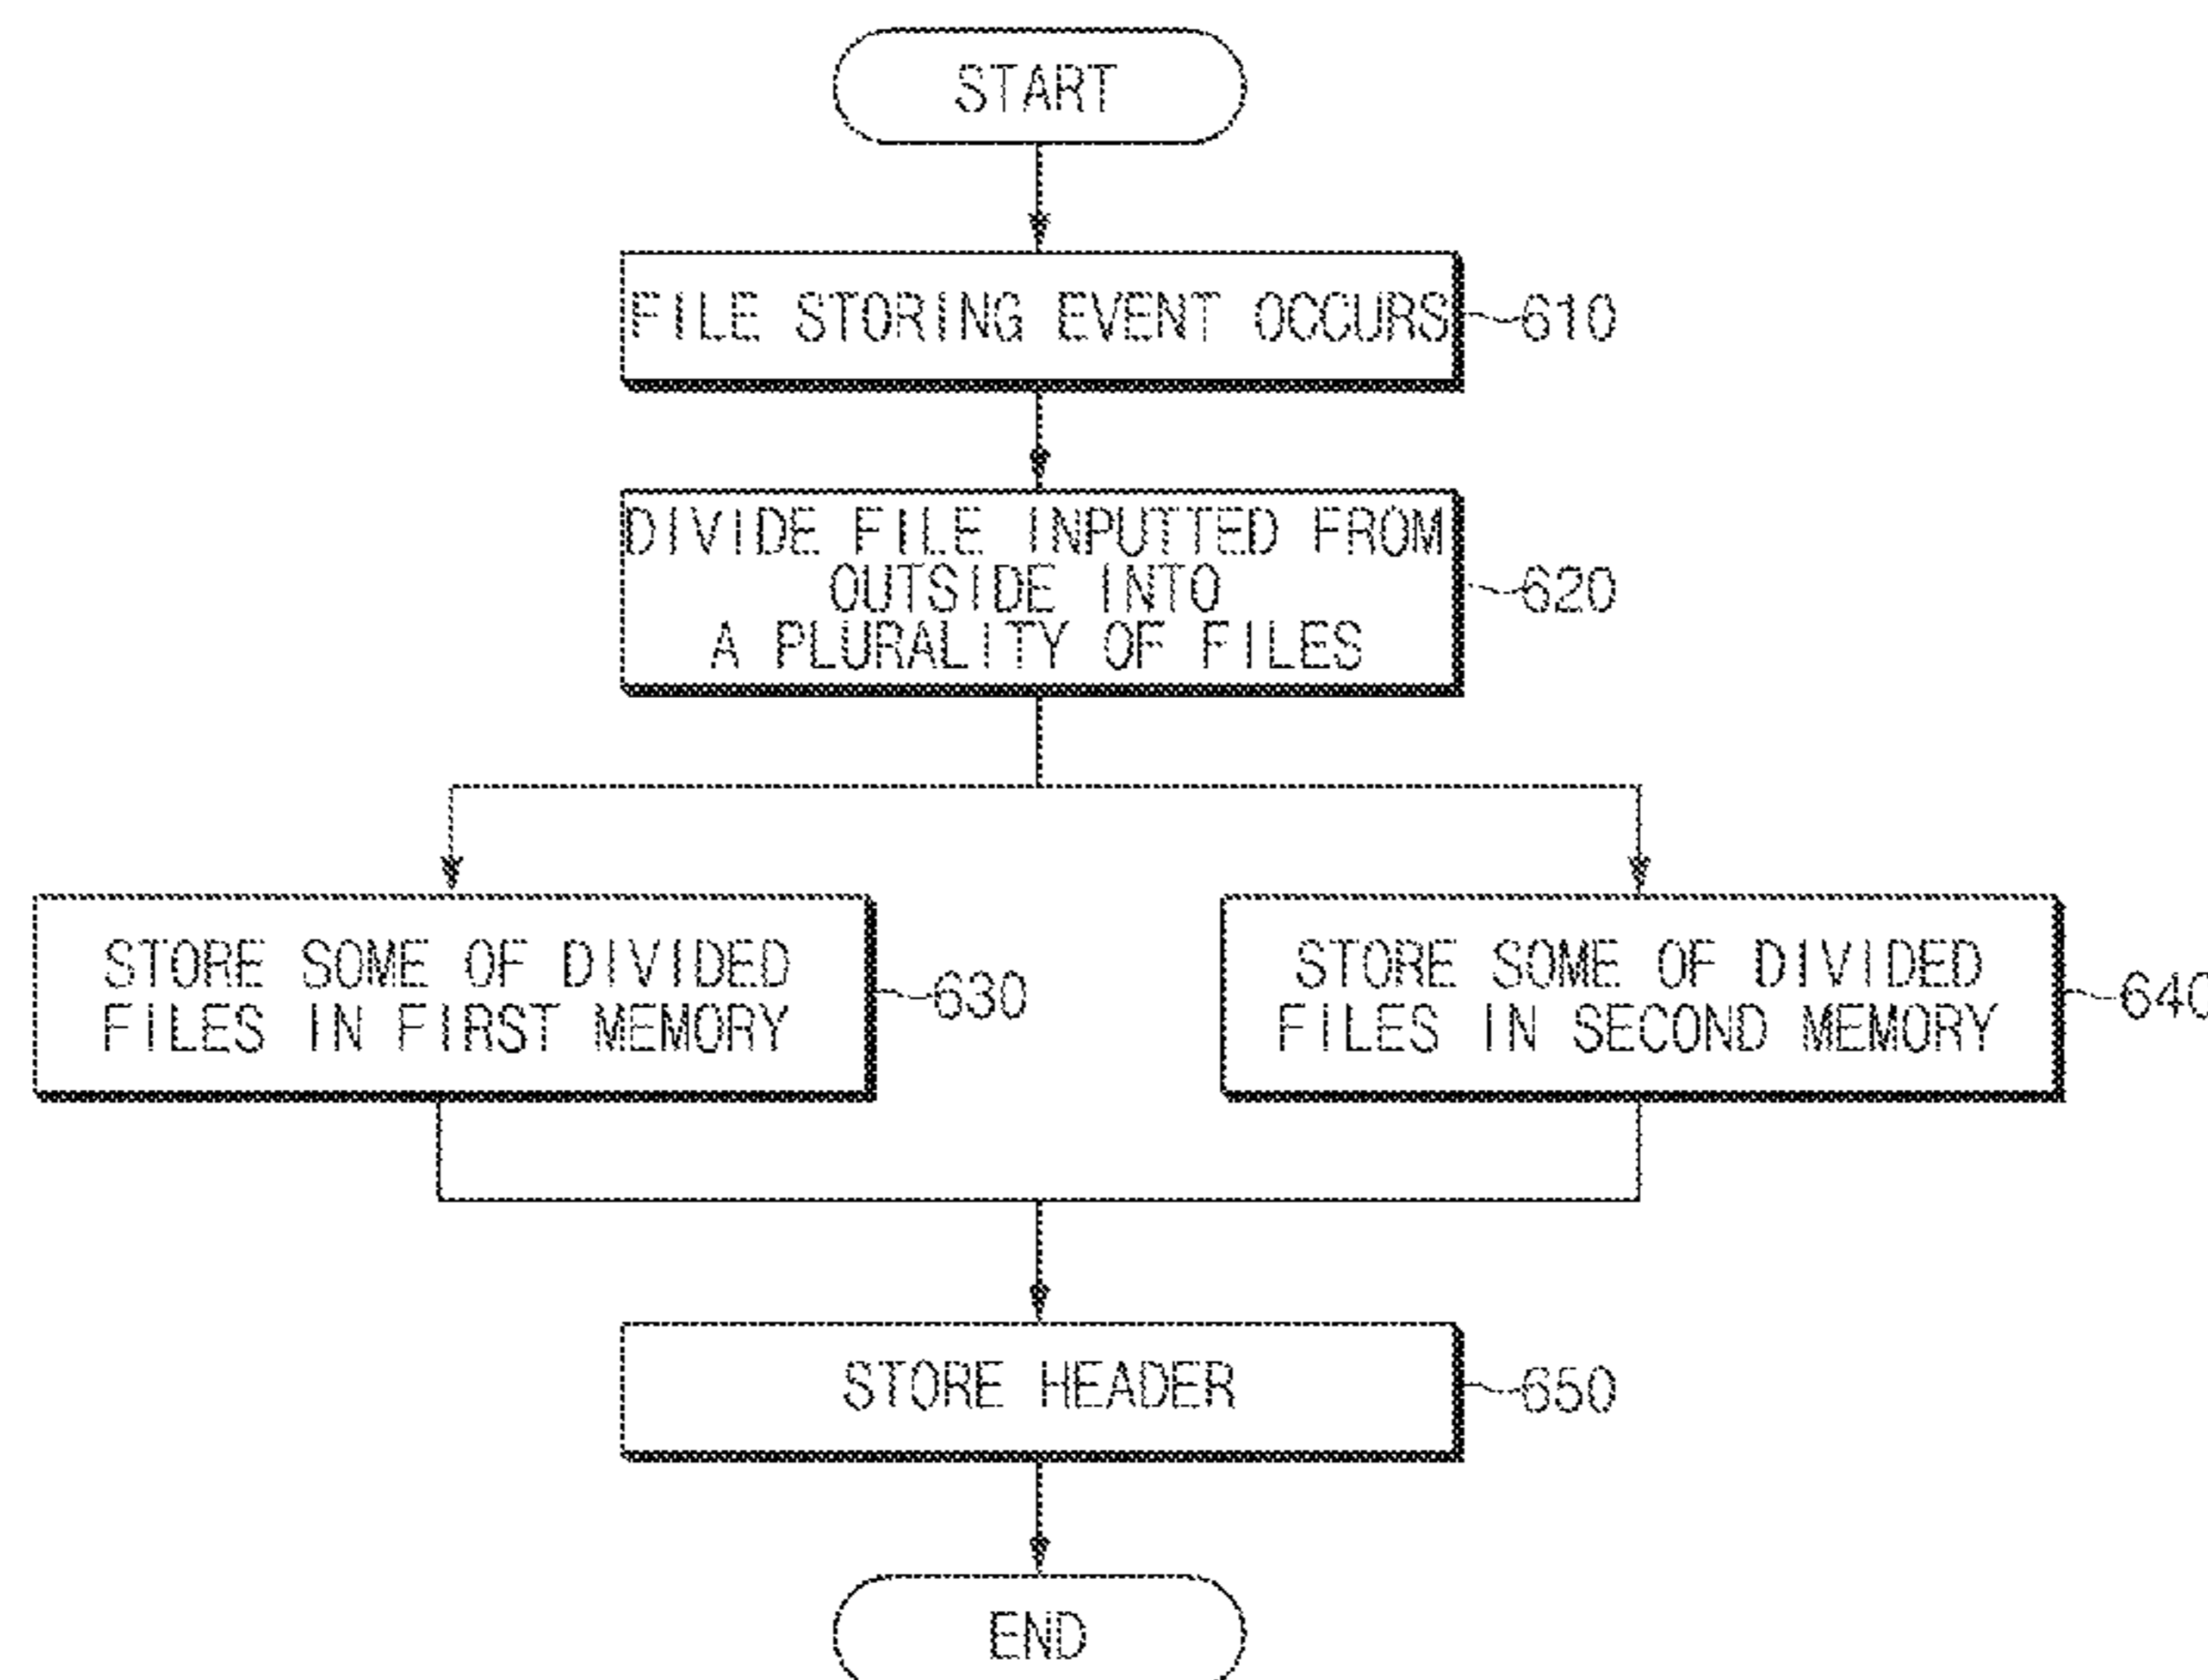 START
FILE STORING EVENT OCCURS
610
DIVIDE FILE INPUTTED FROM
OUTSIDE INTO
A PLURALITY OF FILES
620
STORE SOME OF DIVIDED
FILES IN FIRST MEMORY
630
STORE SOME OF DIVIDED
FILES IN SECOND MEMORY
640
STORE HEADER
650
END